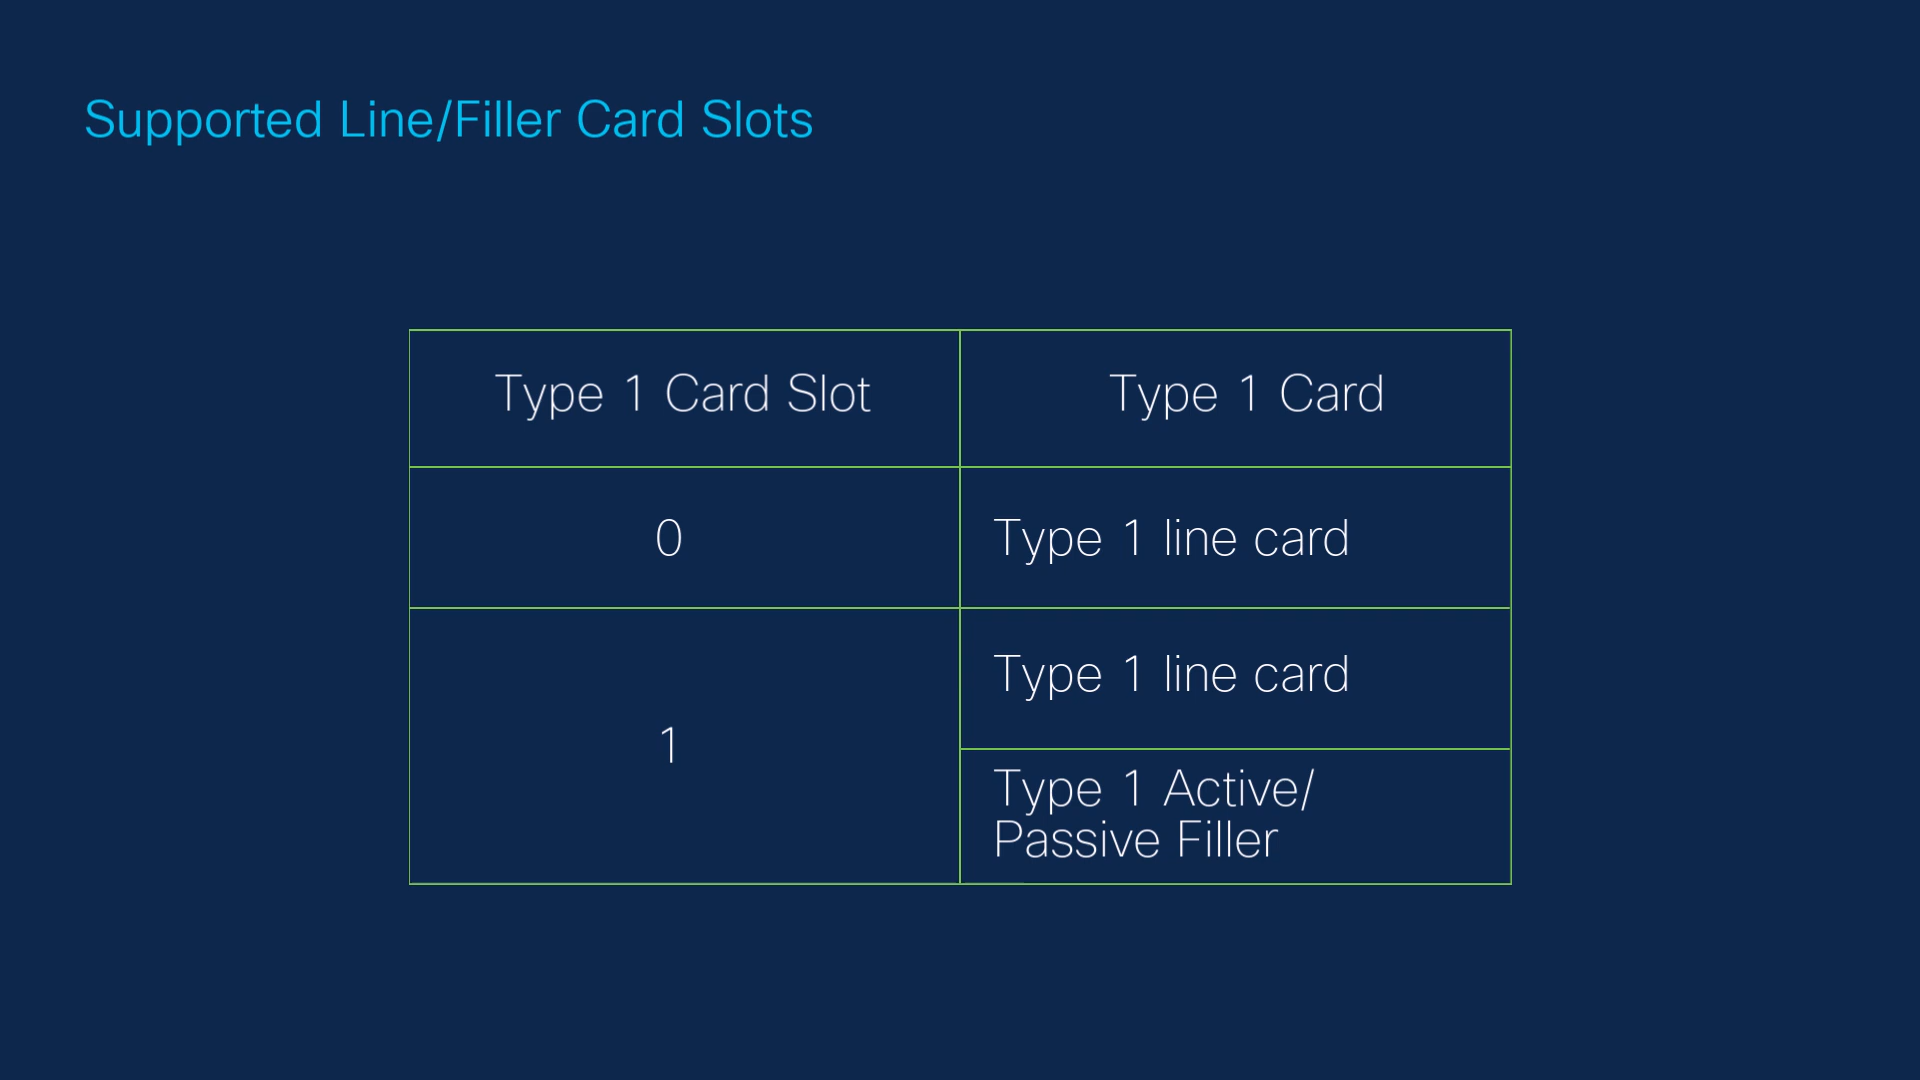 Supported Line/Filler Card Slots
Type 1 Card Slot
Type 1 Card
0
Type 1 line card
1
Type 1 line card
Type 1 Active/
Passive Filler